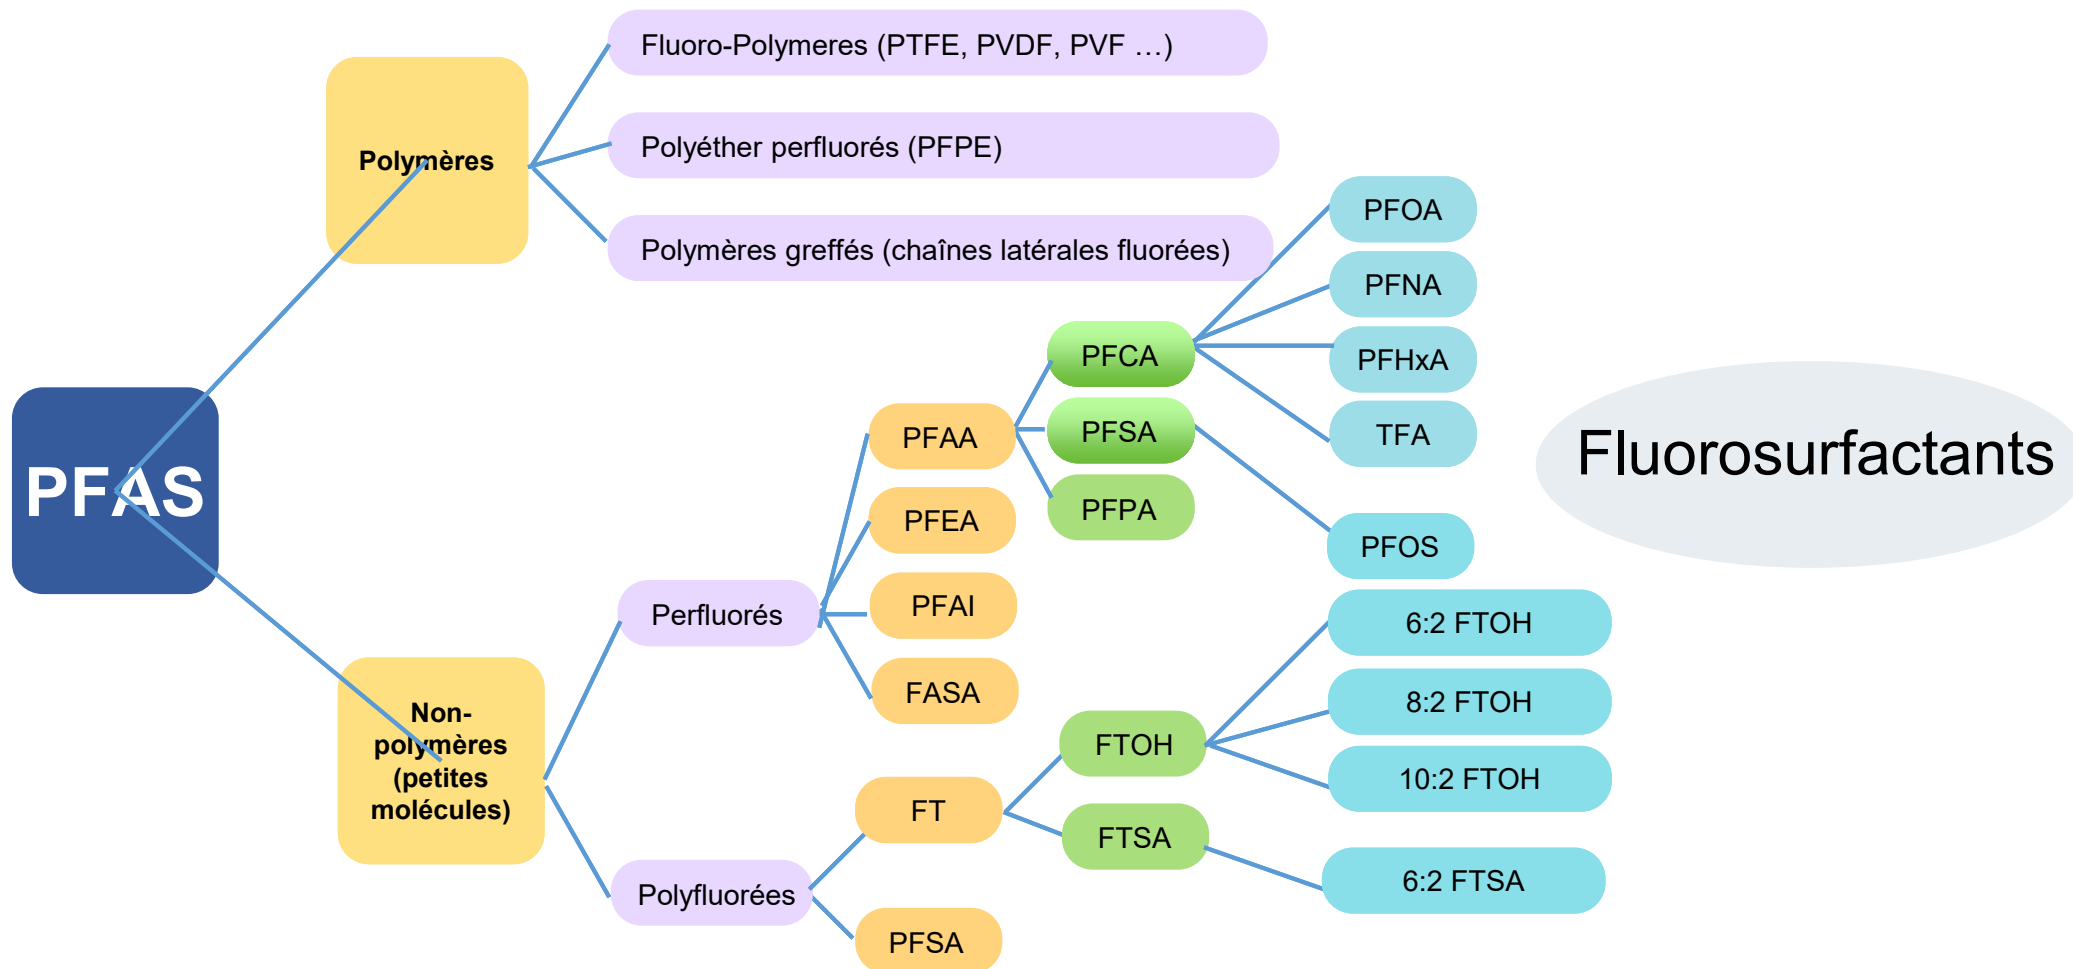 Fluoro-Polymeres (PTFE, PVDF, PVF …)
Polymères
Polyéther perfluorés (PFPE)
Polymères greffés (chaînes latérales fluorées)
PFAS
PFOA
PFNA
PFCA
PFHxA
PFAA
PFSA
TFA
Fluorosurfactants
PFEA
PFPA
PFOS
Perfluorés
PFAI
6:2 FTOH
FASA
8:2 FTOH
Non-
polymères
(petites
molécules)
FTOH
10:2 FTOH
FT
FTSA
6:2 FTSA
Polyfluorées
PFSA